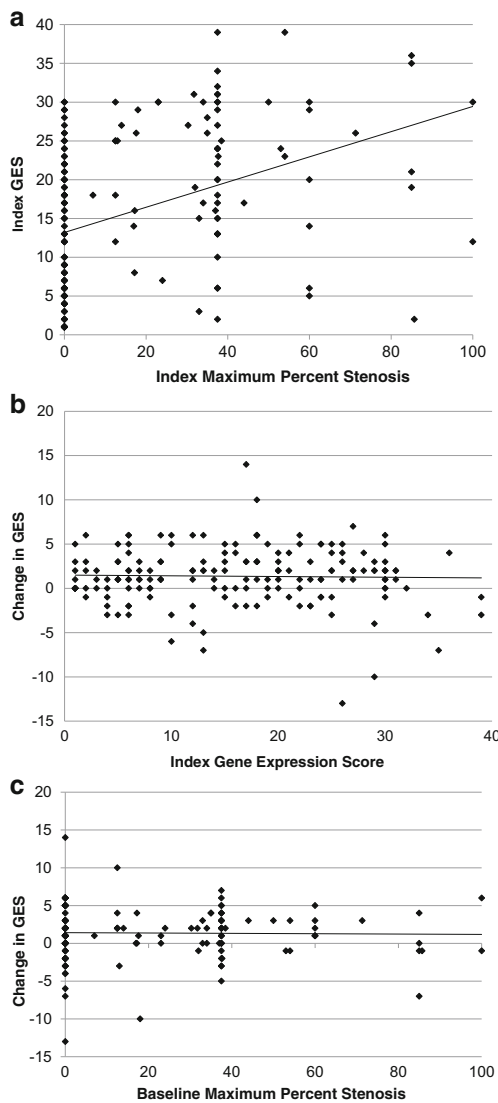 a
40
35
30
25
20
15
10
5
0
Index GES
0 20 40 60 80 100
Index Maximum Percent Stenosis
b
20
15
10
5
0
-5
-10
-15
Change in GES
0 10 20 30 40
Index Gene Expression Score
c
20
15
10
5
0
-5
-10
-15
Change in GES
0 20 40 60 80 100
Baseline Maximum Percent Stenosis